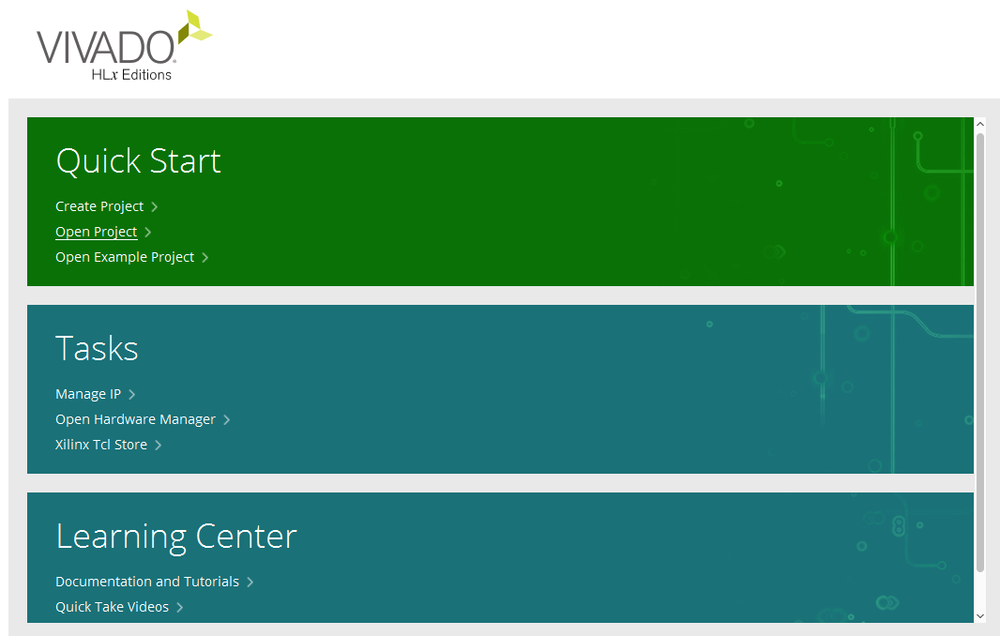 VIVADO
HLx Editions
Quick Start
Create Project
Open Project
Open Example Project
Tasks
Manage IP
Open Hardware Manager
Xilinx Tcl Store
Learning Center
Documentation and Tutorials
Quick Take Videos